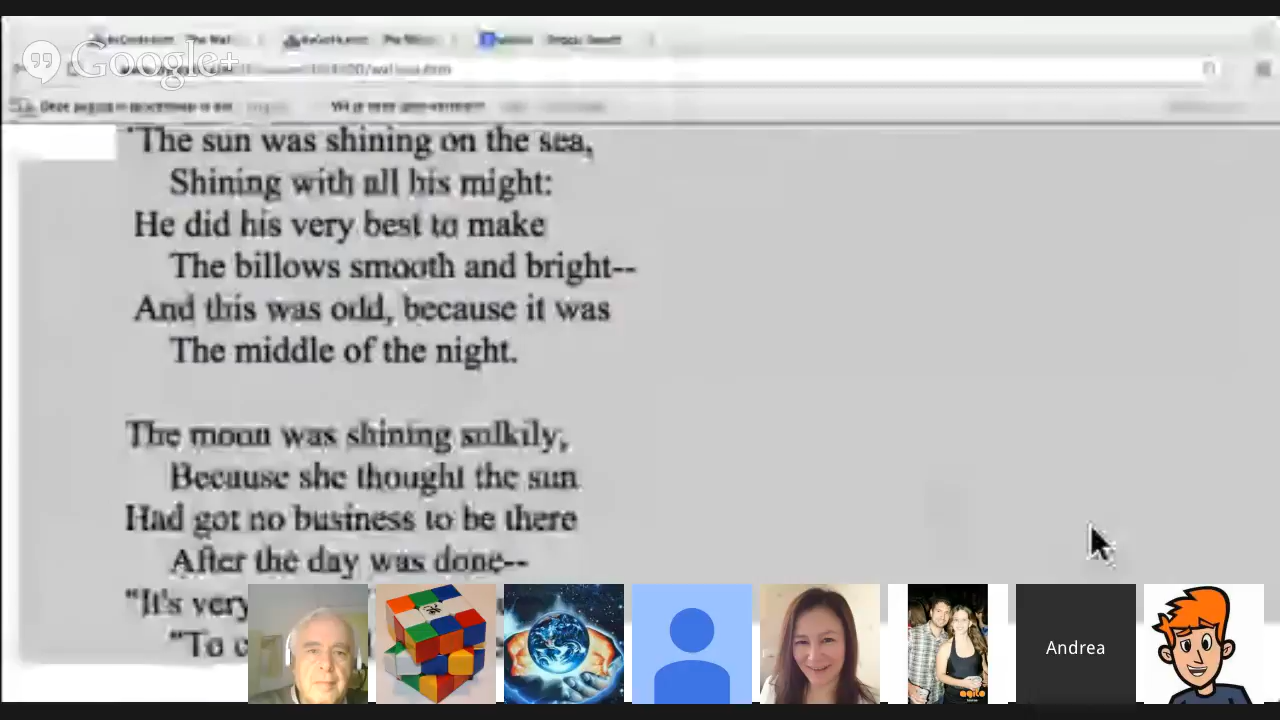 Google+
"The sun was shining on the sea,
Shining with all his might:
He did his very best to make
The billows smooth and bright--
And this was odd, because it was
The middle of the night.
The moon was shining sulkily,
Because she thought the sun
Had got no business to be there
After the day was done--
"It's very
"To c
Andrea